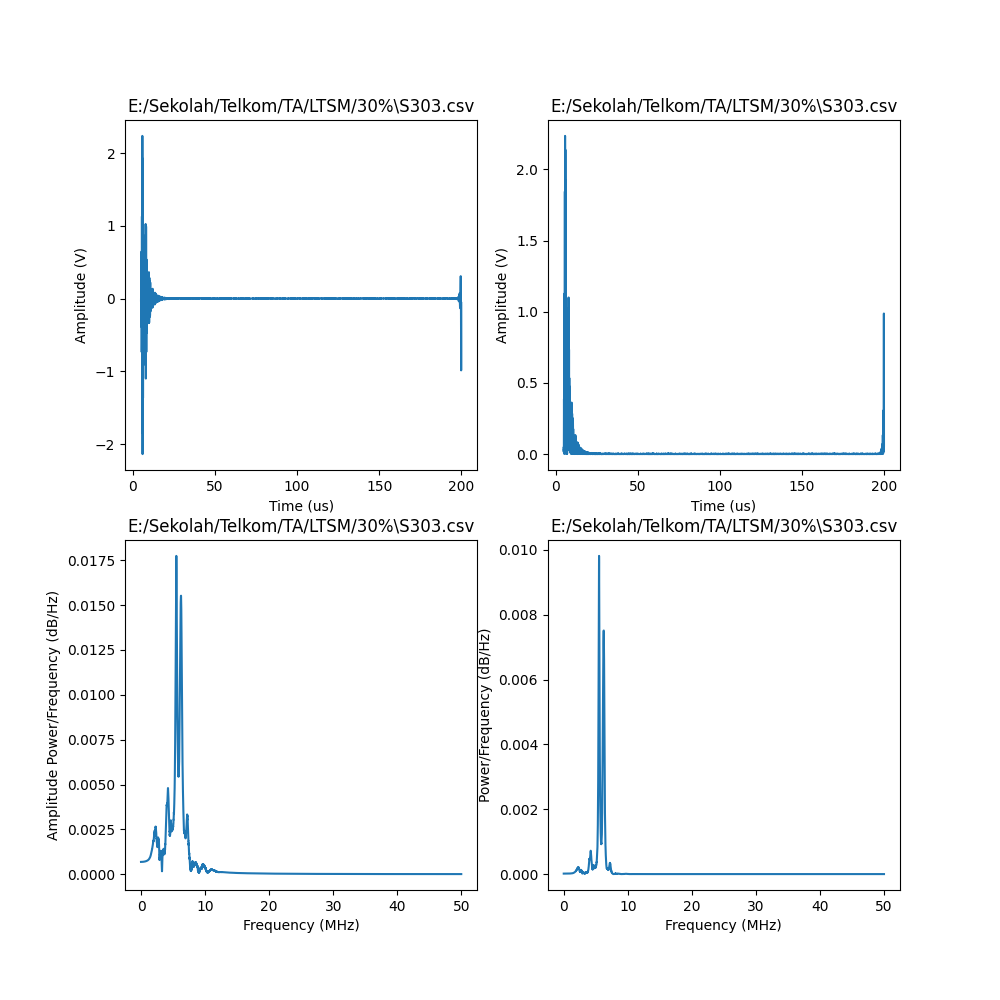 E:/Sekolah/Telkom/TA/LTSM/30%\S303.csv
Amplitude (V)
2
1
0
−1
−2
0 50 100 150 200
Time (us)
E:/Sekolah/Telkom/TA/LTSM/30%\S303.csv
Amplitude (V)
2.0
1.5
1.0
0.5
0.0
0 50 100 150 200
Time (us)
E:/Sekolah/Telkom/TA/LTSM/30%\S303.csv
Amplitude Power/Frequency (dB/Hz)
0.0175
0.0150
0.0125
0.0100
0.0075
0.0050
0.0025
0.0000
0 10 20 30 40 50
Frequency (MHz)
E:/Sekolah/Telkom/TA/LTSM/30%\S303.csv
Power/Frequency (dB/Hz)
0.010
0.008
0.006
0.004
0.002
0.000
0 10 20 30 40 50
Frequency (MHz)